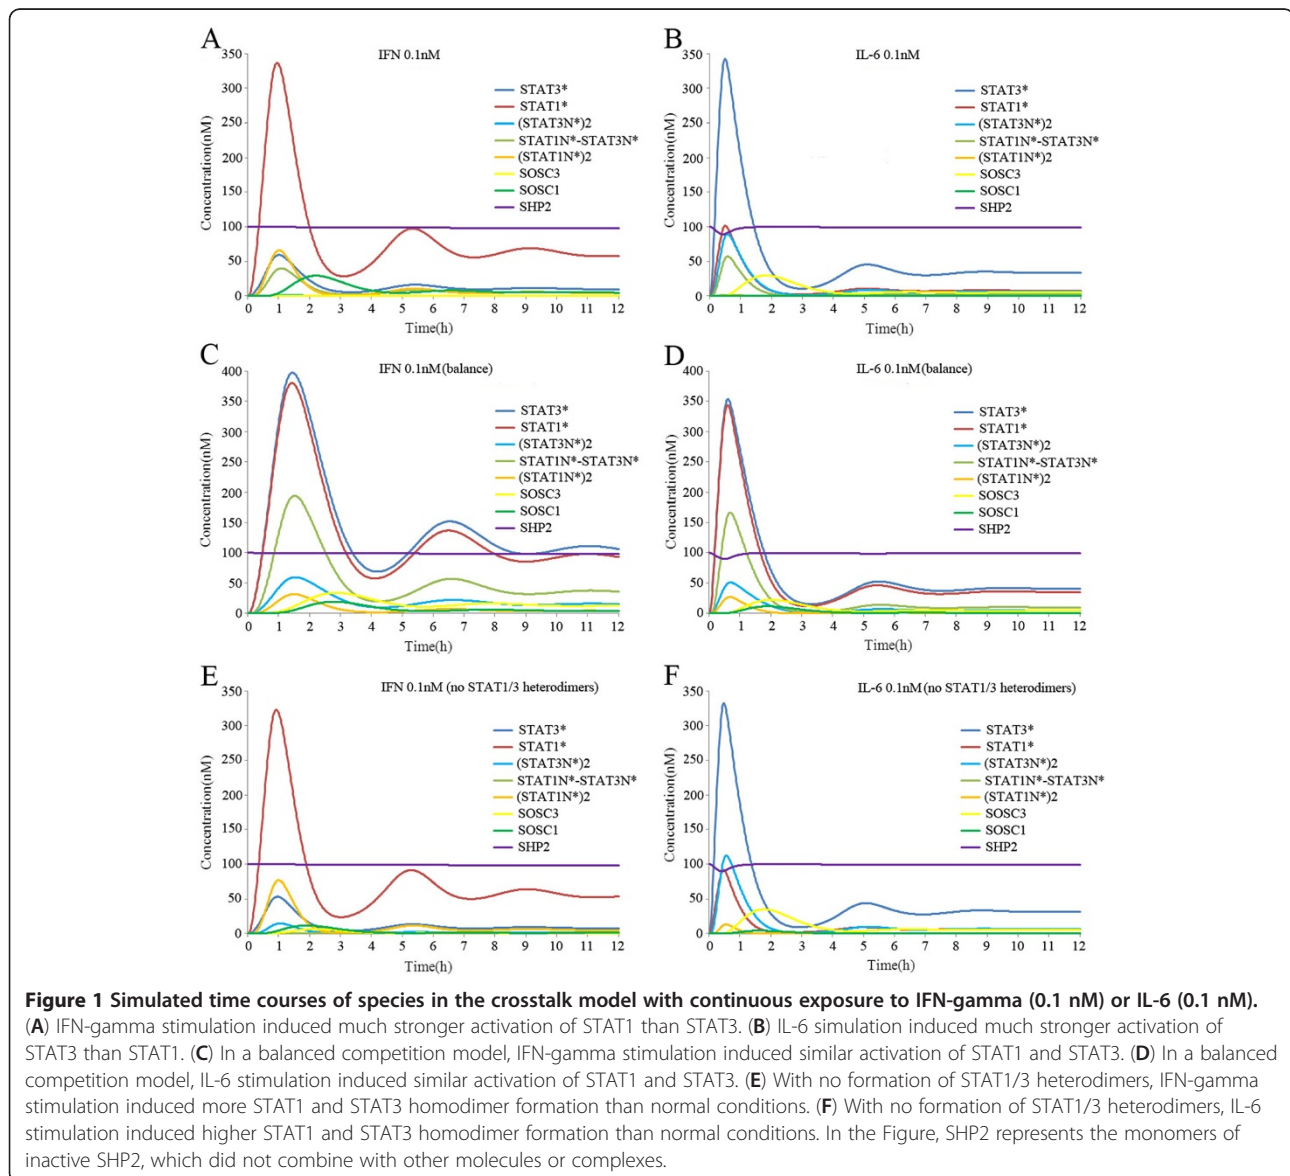 A
IFN 0.1nM
350
300
250
200
150
100
50
0
Concentration(nM)
STAT3*
STAT1*
(STAT3N*)2
STAT1N*-STAT3N*
(STAT1N*)2
SOSC3
SOSC1
SHP2
0 1 2 3 4 5 6 7 8 9 10 11 12
Time(h)
B
IL-6 0.1nM
350
300
250
200
150
100
50
0
Concentration(nM)
STAT3*
STAT1*
(STAT3N*)2
STAT1N*-STAT3N*
(STAT1N*)2
SOSC3
SOSC1
SHP2
0 1 2 3 4 5 6 7 8 9 10 11 12
Time(h)
C
IFN 0.1nM(balance)
400
350
300
250
200
150
100
50
0
Concentration(nM)
STAT3*
STAT1*
(STAT3N*)2
STAT1N*-STAT3N*
(STAT1N*)2
SOSC3
SOSC1
SHP2
0 1 2 3 4 5 6 7 8 9 10 11 12
Time(h)
D
IL-6 0.1nM(balance)
400
350
300
250
200
150
100
50
0
Concentration(nM)
STAT3*
STAT1*
(STAT3N*)2
STAT1N*-STAT3N*
(STAT1N*)2
SOSC3
SOSC1
SHP2
0 1 2 3 4 5 6 7 8 9 10 11 12
Time(h)
E
IFN 0.1nM (no STAT1/3 heterodimers)
350
300
250
200
150
100
50
0
Concentration(nM)
STAT3*
STAT1*
(STAT3N*)2
STAT1N*-STAT3N*
(STAT1N*)2
SOSC3
SOSC1
SHP2
0 1 2 3 4 5 6 7 8 9 10 11 12
Time(h)
F
IL-6 0.1nM(no STAT1/3 heterodimers)
350
300
250
200
150
100
50
0
Concentration(nM)
STAT3*
STAT1*
(STAT3N*)2
STAT1N*-STAT3N*
(STAT1N*)2
SOSC3
SOSC1
SHP2
0 1 2 3 4 5 6 7 8 9 10 11 12
Time(h)
Figure 1 Simulated time courses of species in the crosstalk model with continuous exposure to IFN-gamma (0.1 nM) or IL-6 (0.1 nM).
(A) IFN-gamma stimulation induced much stronger activation of STAT1 than STAT3. (B) IL-6 simulation induced much stronger activation of
STAT3 than STAT1. (C) In a balanced competition model, IFN-gamma stimulation induced similar activation of STAT1 and STAT3. (D) In a balanced
competition model, IL-6 stimulation induced similar activation of STAT1 and STAT3. (E) With no formation of STAT1/3 heterodimers, IFN-gamma
stimulation induced more STAT1 and STAT3 homodimer formation than normal conditions. (F) With no formation of STAT1/3 heterodimers, IL-6
stimulation induced higher STAT1 and STAT3 homodimer formation than normal conditions. In the Figure, SHP2 represents the monomers of
inactive SHP2, which did not combine with other molecules or complexes.